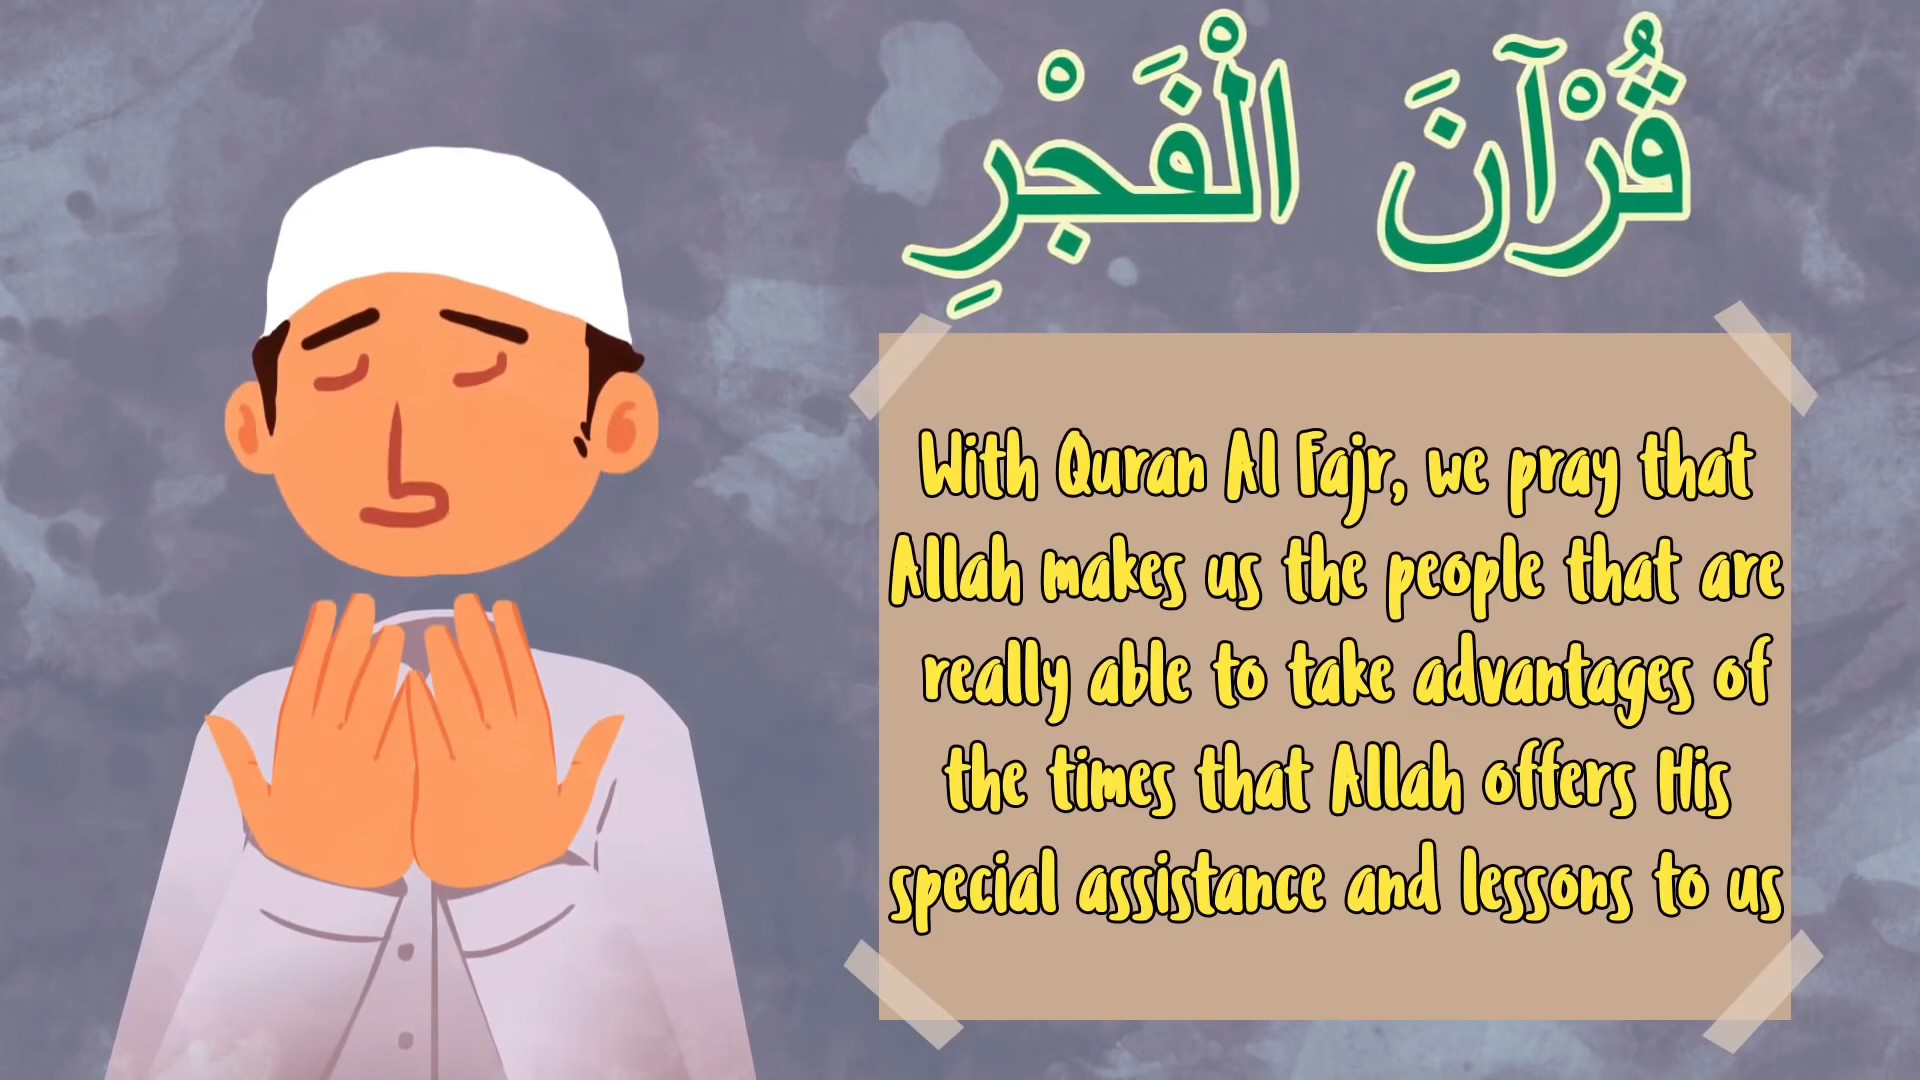 قُرْآنَ الْفَجْرِ
With Quran Al Fajr, we pray that
Allah makes us the people that are
really able to take advantages of
the times that Allah offers His
special assistance and lessons to us